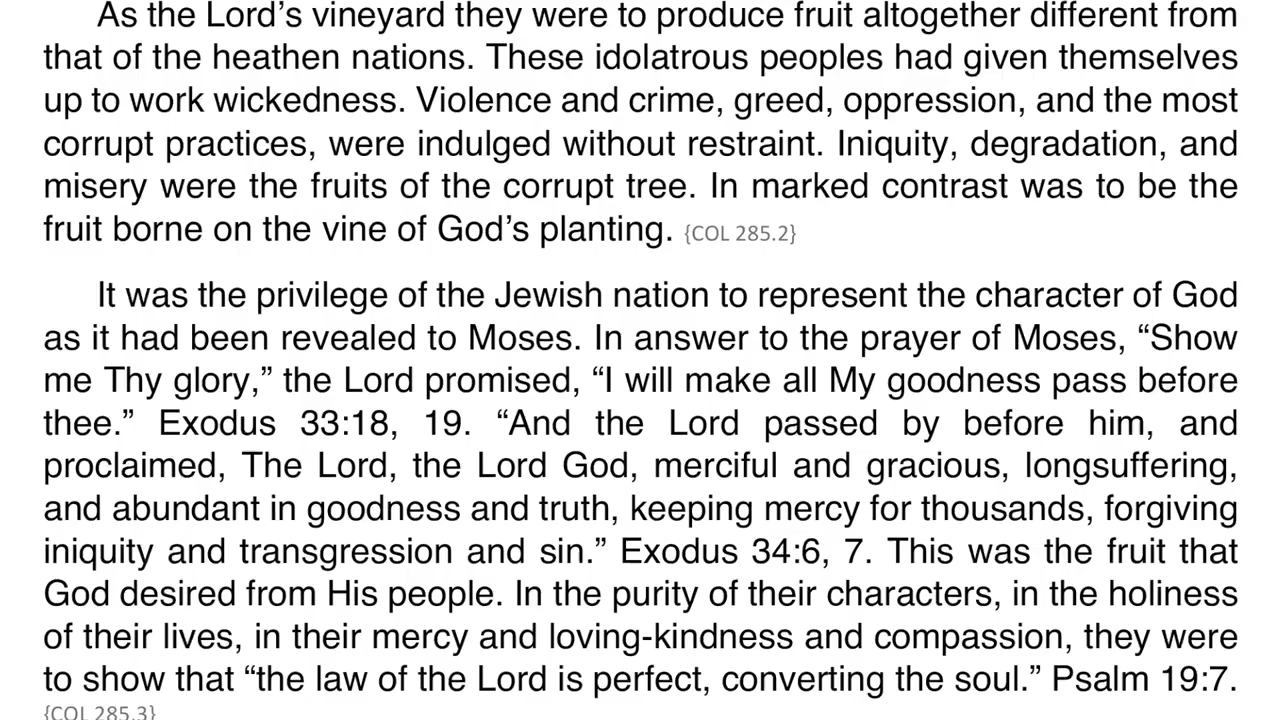 As the Lord’s vineyard they were to produce fruit altogether different from
that of the heathen nations. These idolatrous peoples had given themselves
up to work wickedness. Violence and crime, greed, oppression, and the most
corrupt practices, were indulged without restraint. Iniquity, degradation, and
misery were the fruits of the corrupt tree. In marked contrast was to be the
fruit borne on the vine of God’s planting. {COL 285.2}
It was the privilege of the Jewish nation to represent the character of God
as it had been revealed to Moses. In answer to the prayer of Moses, “Show
me Thy glory,” the Lord promised, “I will make all My goodness pass before
thee.” Exodus 33:18, 19. “And the Lord passed by before him, and
proclaimed, The Lord, the Lord God, merciful and gracious, longsuffering,
and abundant in goodness and truth, keeping mercy for thousands, forgiving
iniquity and transgression and sin.” Exodus 34:6, 7. This was the fruit that
God desired from His people. In the purity of their characters, in the holiness
of their lives, in their mercy and loving-kindness and compassion, they were
to show that “the law of the Lord is perfect, converting the soul.” Psalm 19:7.
{COL 285.3}